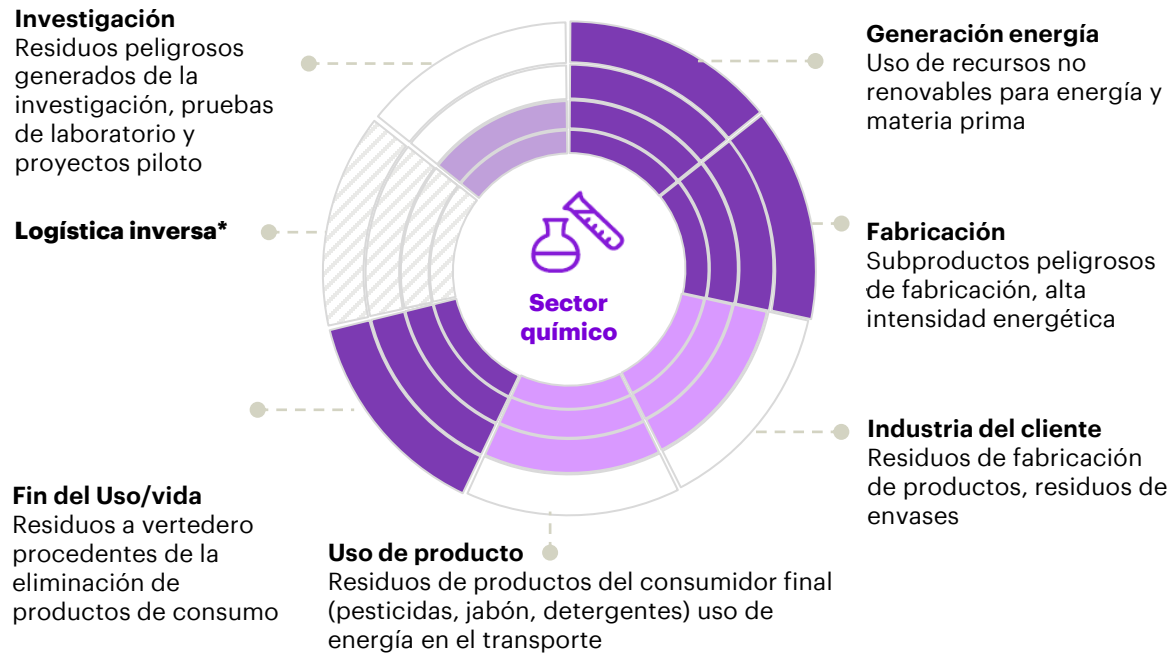 Investigación
Residuos peligrosos
generados de la
investigación, pruebas
de laboratorio y
proyectos piloto
Generación energía
Uso de recursos no
renovables para energía y
materia prima
Logística inversa*
Sector
químico
Fabricación
Subproductos peligrosos
de fabricación, alta
intensidad energética
Industria del cliente
Residuos de fabricación
de productos, residuos de
envases
Fin del Uso/vida
Residuos a vertedero
procedentes de la
eliminación de
productos de consumo
Uso de producto
Residuos de productos del consumidor final
(pesticidas, jabón, detergentes) uso de
energía en el transporte